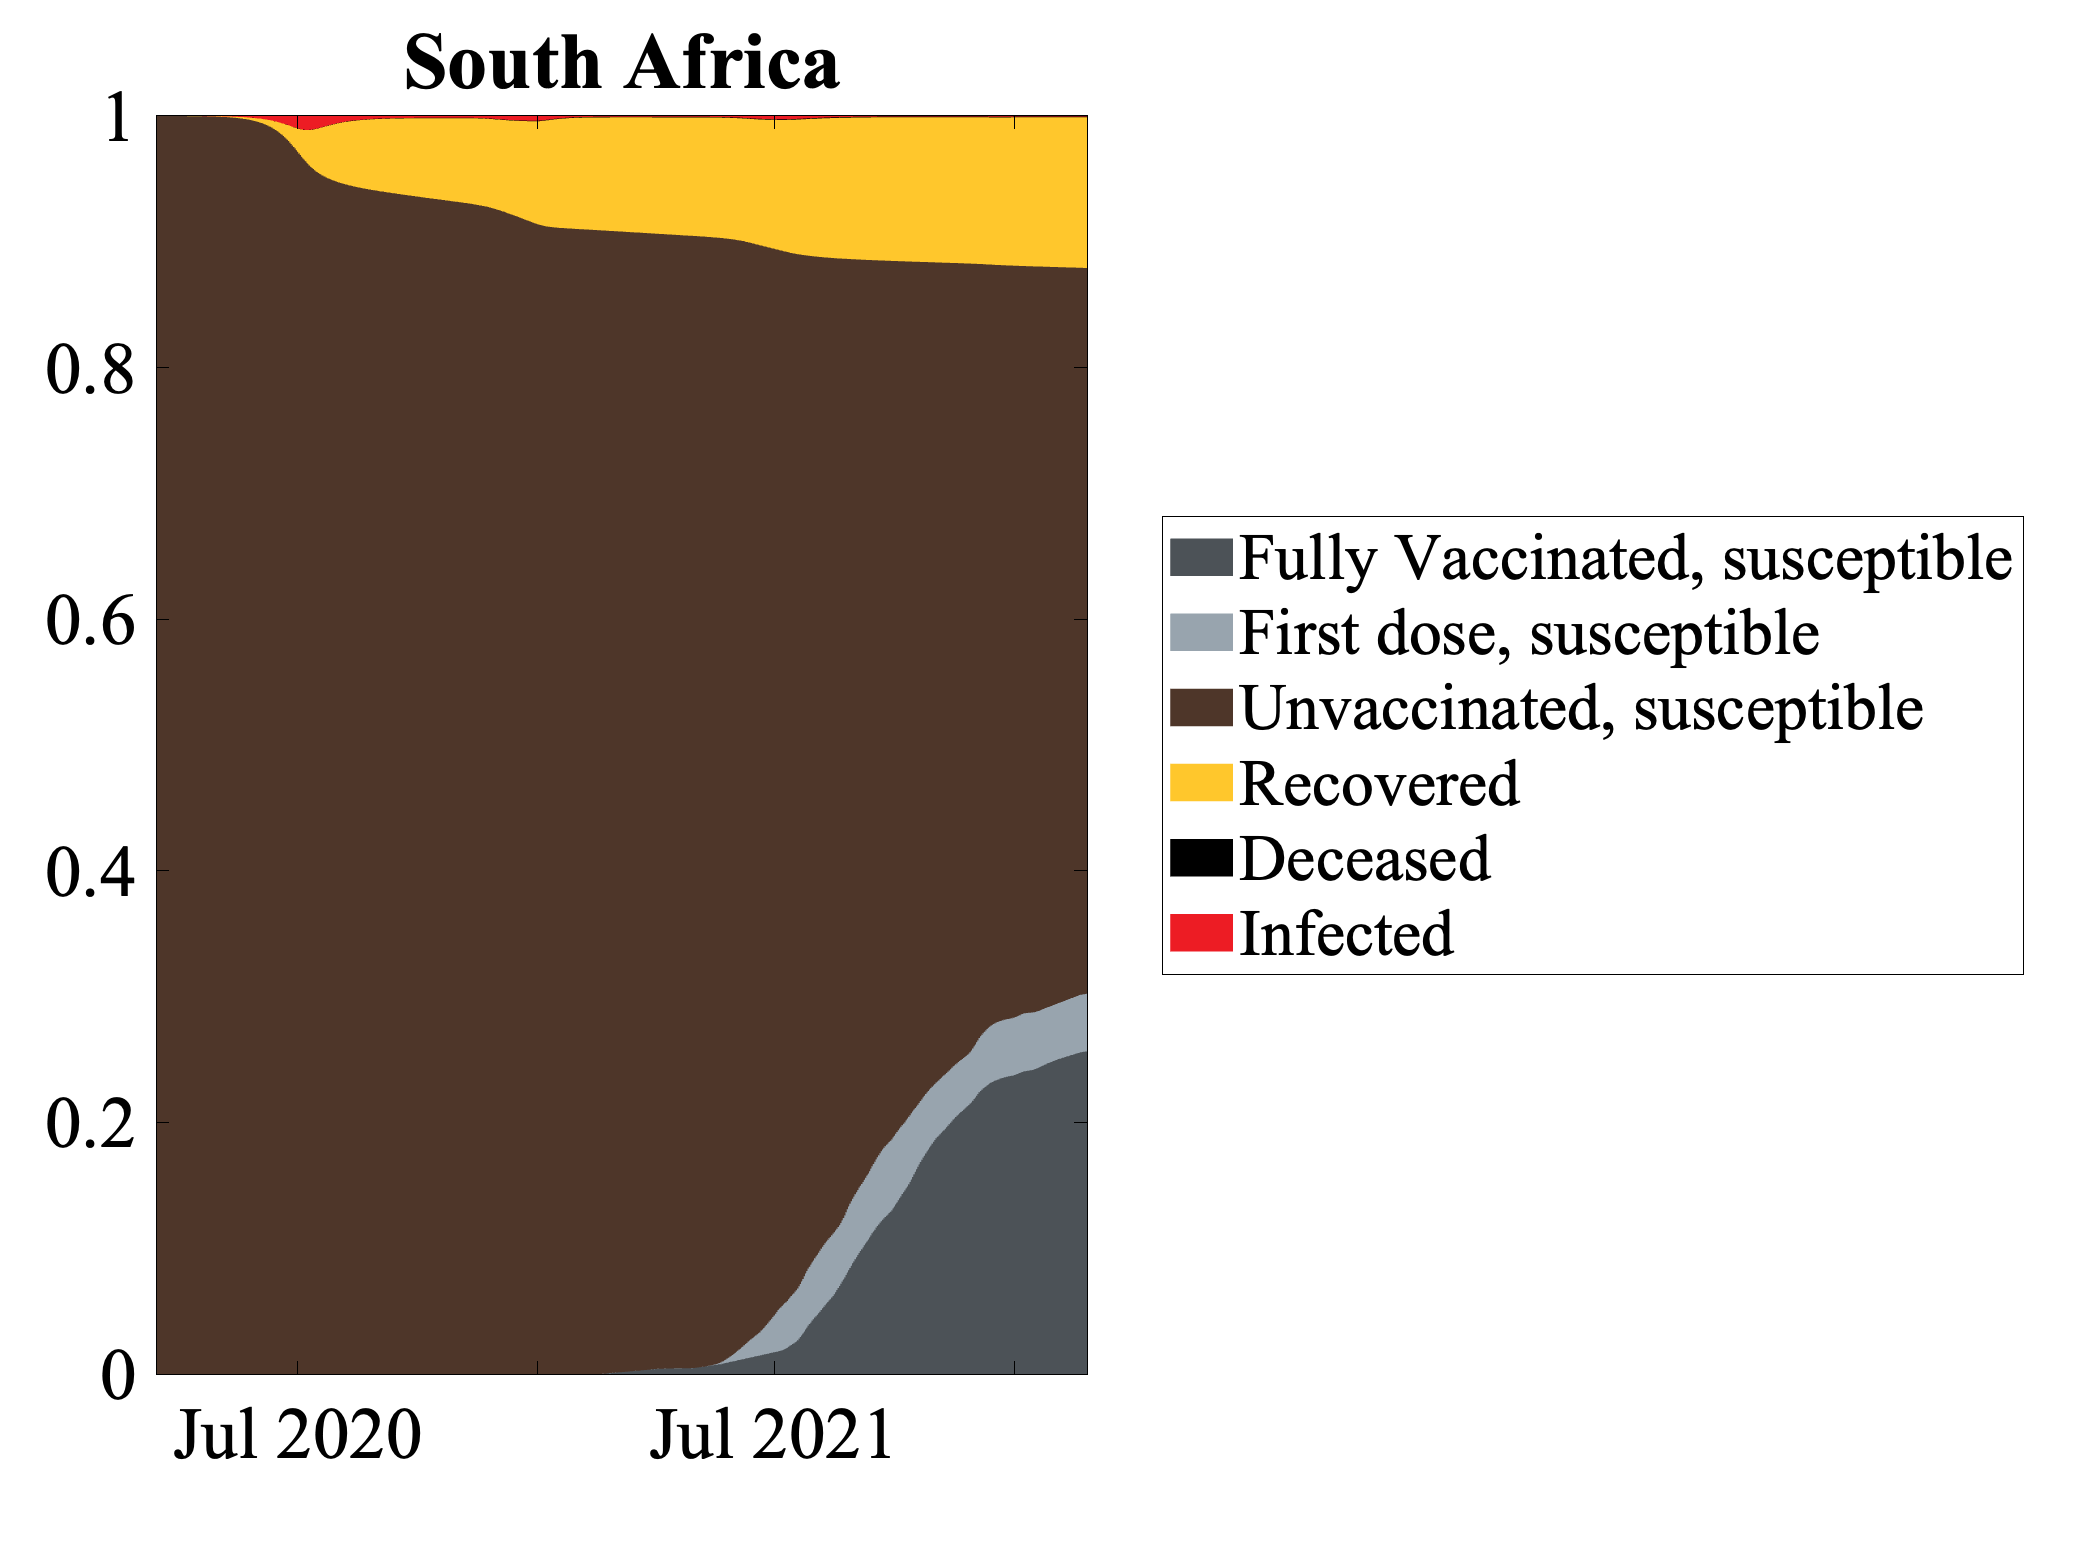 South Africa
1
0.8
0.6
0.4
0.2
0
Jul 2020
Jul 2021
Fully Vaccinated, susceptible
First dose, susceptible
Unvaccinated, susceptible
Recovered
Deceased
Infected